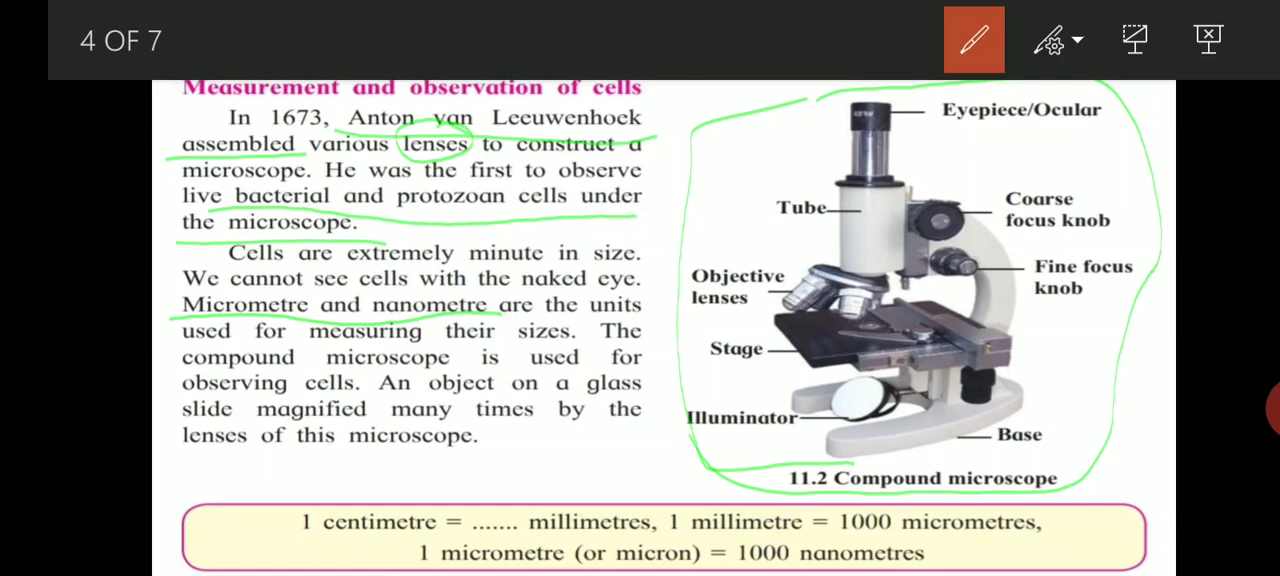 4 OF 7
Measurement and observation of cells
In 1673, Anton van Leeuwenhoek
assembled various lenses to construct a
microscope. He was the first to observe
live bacterial and protozoan cells under
the microscope.
Cells are extremely minute in size.
We cannot see cells with the naked eye.
Micrometre and nanometre are the units
used for measuring their sizes. The
compound microscope is used for
observing cells. An object on a glass
slide magnified many times by the
lenses of this microscope.
Eyepiece/Ocular
Tube
Coarse
focus knob
Fine focus
knob
Objective
lenses
Stage
Illuminator
Base
11.2 Compound microscope
1 centimetre = ....... millimetres, 1 millimetre = 1000 micrometres,
1 micrometre (or micron) = 1000 nanometres